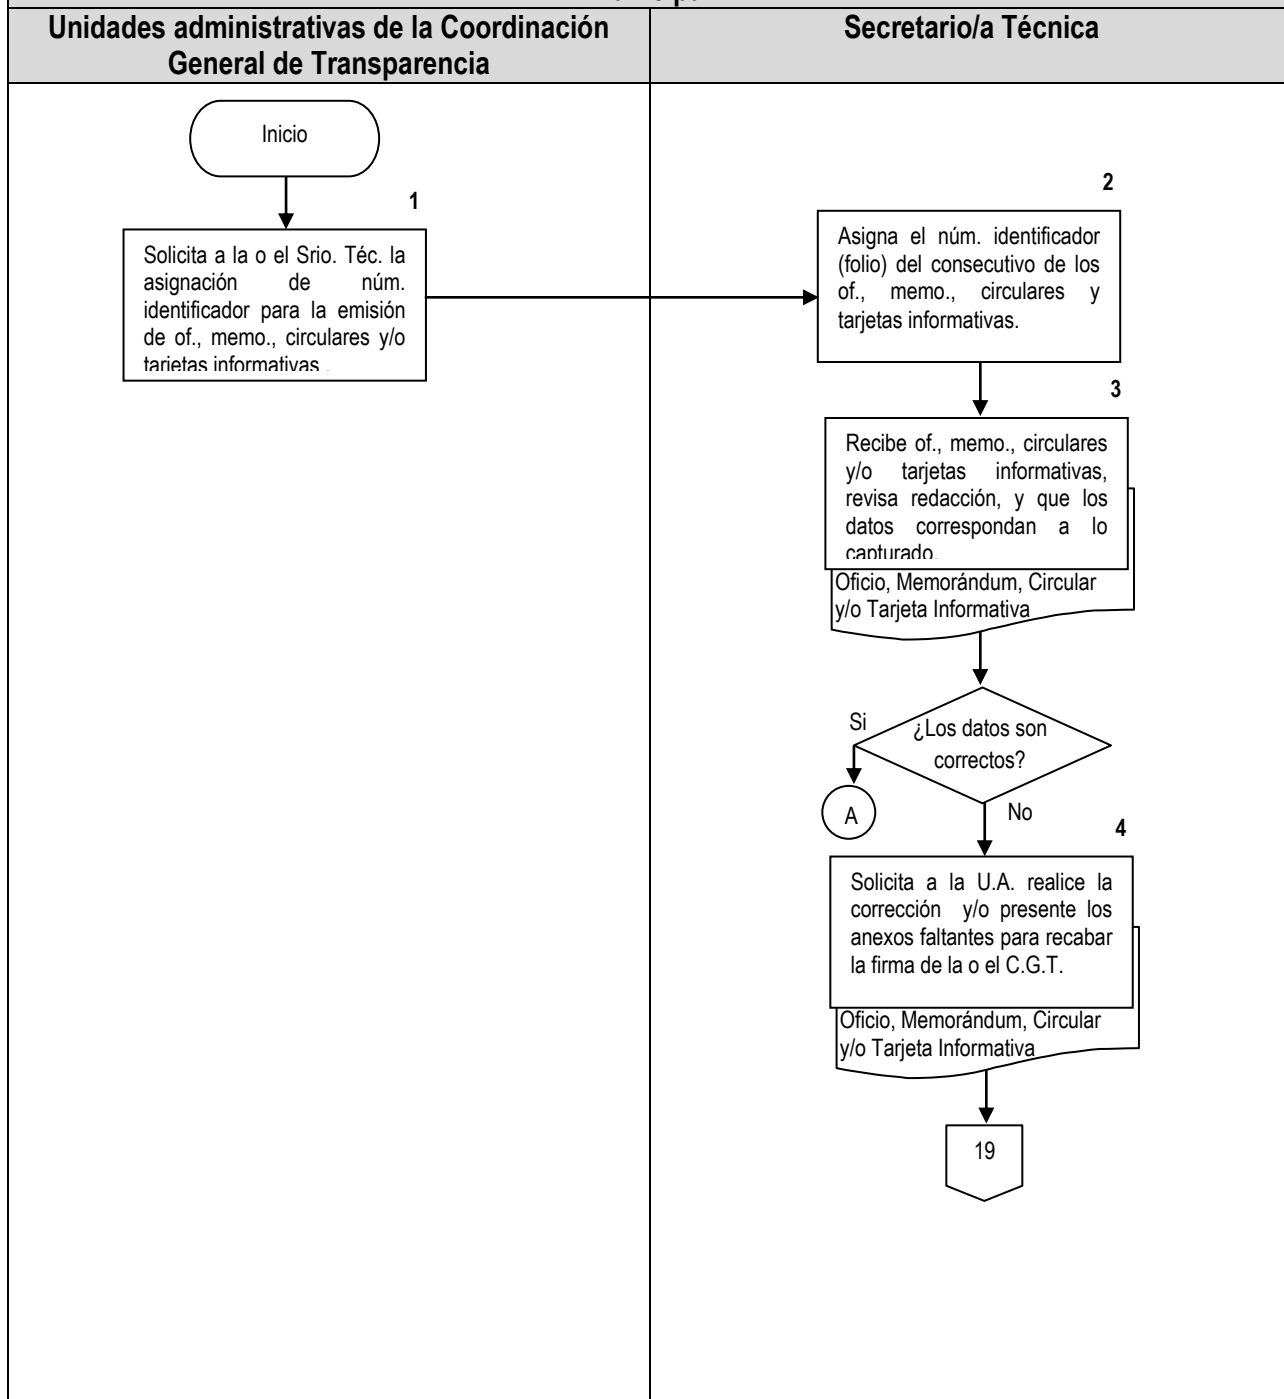 Unidades administrativas de la Coordinación
General de Transparencia
Secretario/a Técnica
Inicio
1
Solicita a la o el Srio. Téc. la
asignación de núm.
identificador para la emisión
de of., memo., circulares y/o
tarjetas informativas .
2
Asigna el núm. identificador
(folio) del consecutivo de los
of., memo., circulares y
tarjetas informativas.
3
Recibe of., memo., circulares
y/o tarjetas informativas,
revisa redacción, y que los
datos correspondan a lo
capturado.
Oficio, Memorándum, Circular
y/o Tarjeta Informativa
¿Los datos son
correctos?
Si
A
No
4
Solicita a la U.A. realice la
corrección y/o presente los
anexos faltantes para recabar
la firma de la o el C.G.T.
Oficio, Memorándum, Circular
y/o Tarjeta Informativa
19